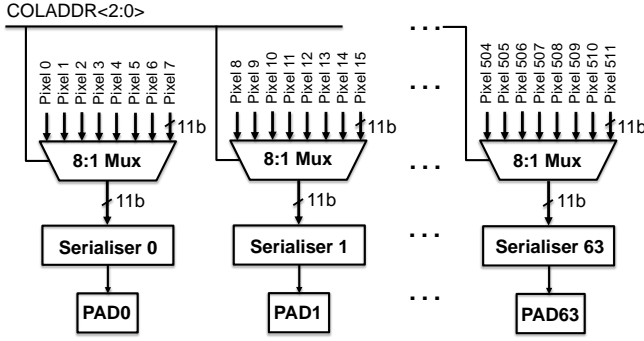 COLADDR<2:0>
Pixel 0
Pixel 1
Pixel 2
Pixel 3
Pixel 4
Pixel 5
Pixel 6
Pixel 7
11b
8:1 Mux
11b
Serialiser 0
PAD0
Pixel 8
Pixel 9
Pixel 10
Pixel 11
Pixel 12
Pixel 13
Pixel 14
Pixel 15
11b
8:1 Mux
11b
Serialiser 1
PAD1
...
...
...
...
...
Pixel 504
Pixel 505
Pixel 506
Pixel 507
Pixel 508
Pixel 509
Pixel 510
Pixel 511
11b
8:1 Mux
11b
Serialiser 63
PAD63